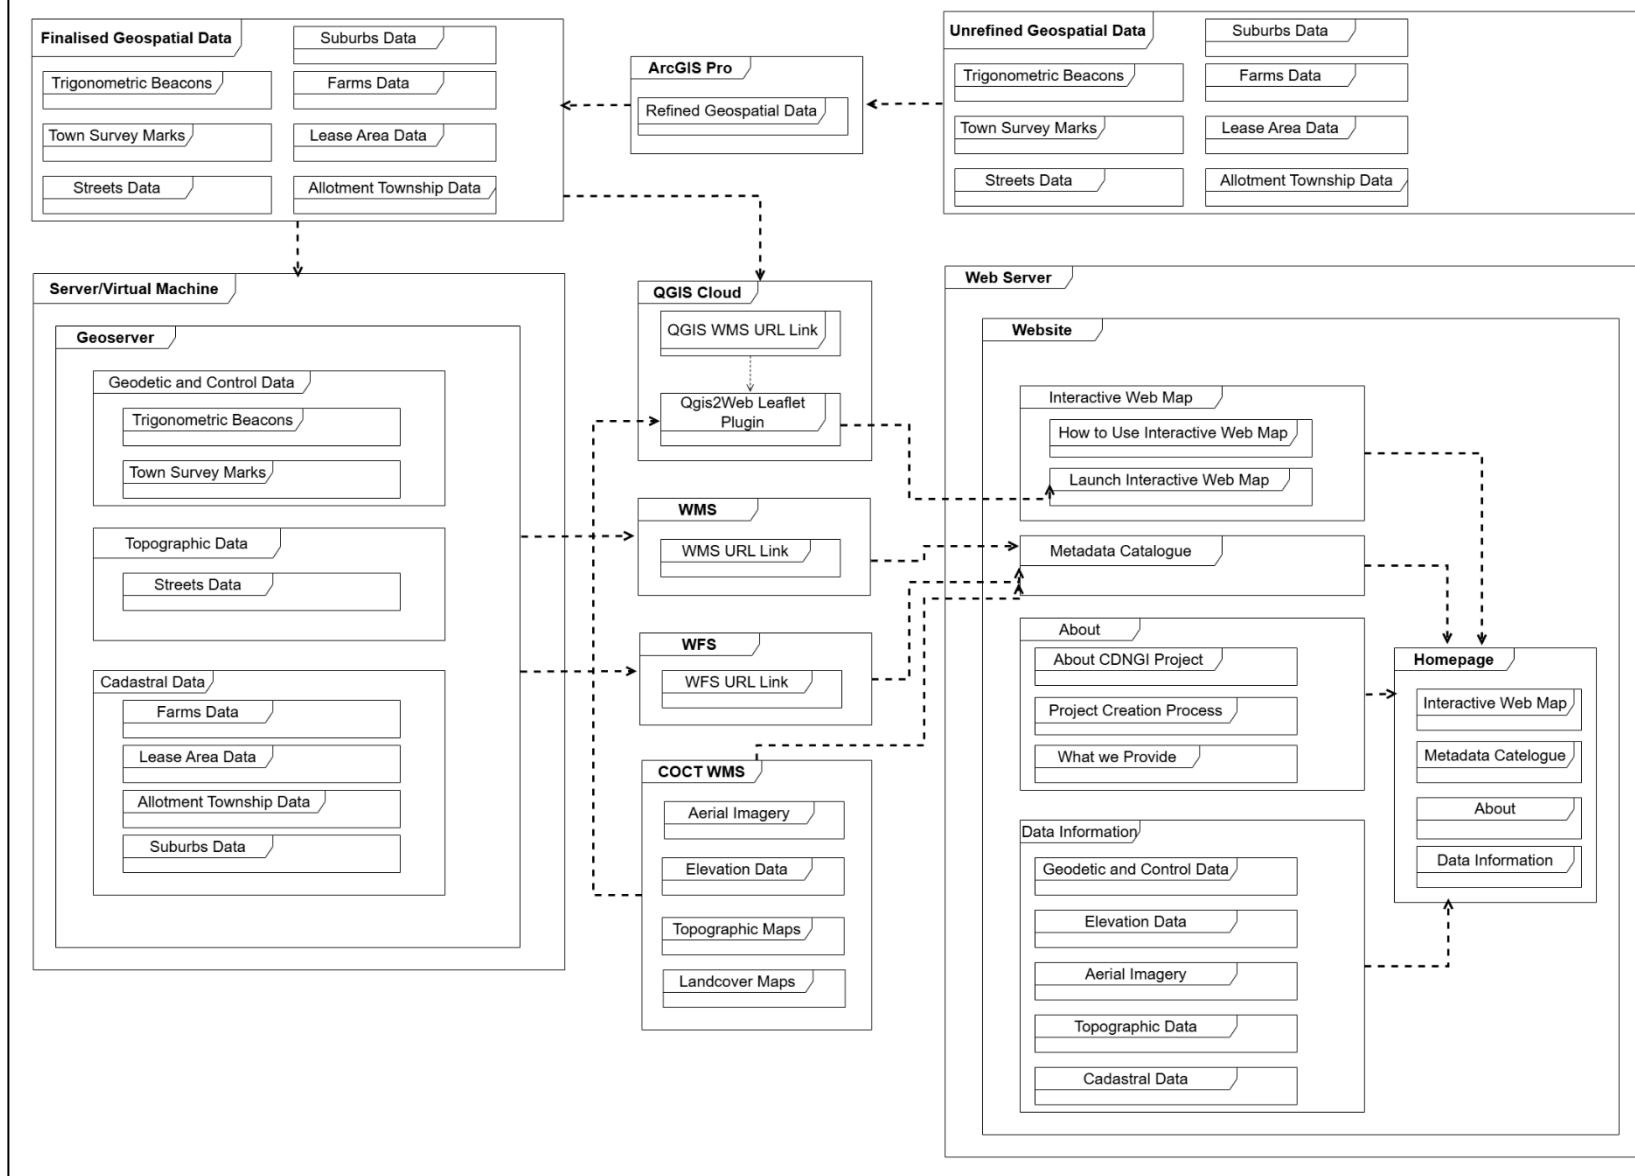 Finalised Geospatial Data
Suburbs Data
Trigonometric Beacons
Farms Data
Town Survey Marks
Lease Area Data
Streets Data
Allotment Township Data
ArcGIS Pro
Refined Geospatial Data
Unrefined Geospatial Data
Suburbs Data
Trigonometric Beacons
Farms Data
Town Survey Marks
Lease Area Data
Streets Data
Allotment Township Data
Server/Virtual Machine
Geoserver
Geodetic and Control Data
Trigonometric Beacons
Town Survey Marks
Topographic Data
Streets Data
Cadastral Data
Farms Data
Lease Area Data
Allotment Township Data
Suburbs Data
QGIS Cloud
QGIS WMS URL Link
Qgis2Web Leaflet
Plugin
WMS
WMS URL Link
WFS
WFS URL Link
COCT WMS
Aerial Imagery
Elevation Data
Topographic Maps
Landcover Maps
Web Server
Website
Interactive Web Map
How to Use Interactive Web Map
Launch Interactive Web Map
Metadata Catalogue
About
About CDNGI Project
Project Creation Process
What we Provide
Data Information
Geodetic and Control Data
Elevation Data
Aerial Imagery
Topographic Data
Cadastral Data
Homepage
Interactive Web Map
Metadata Catelogue
About
Data Information